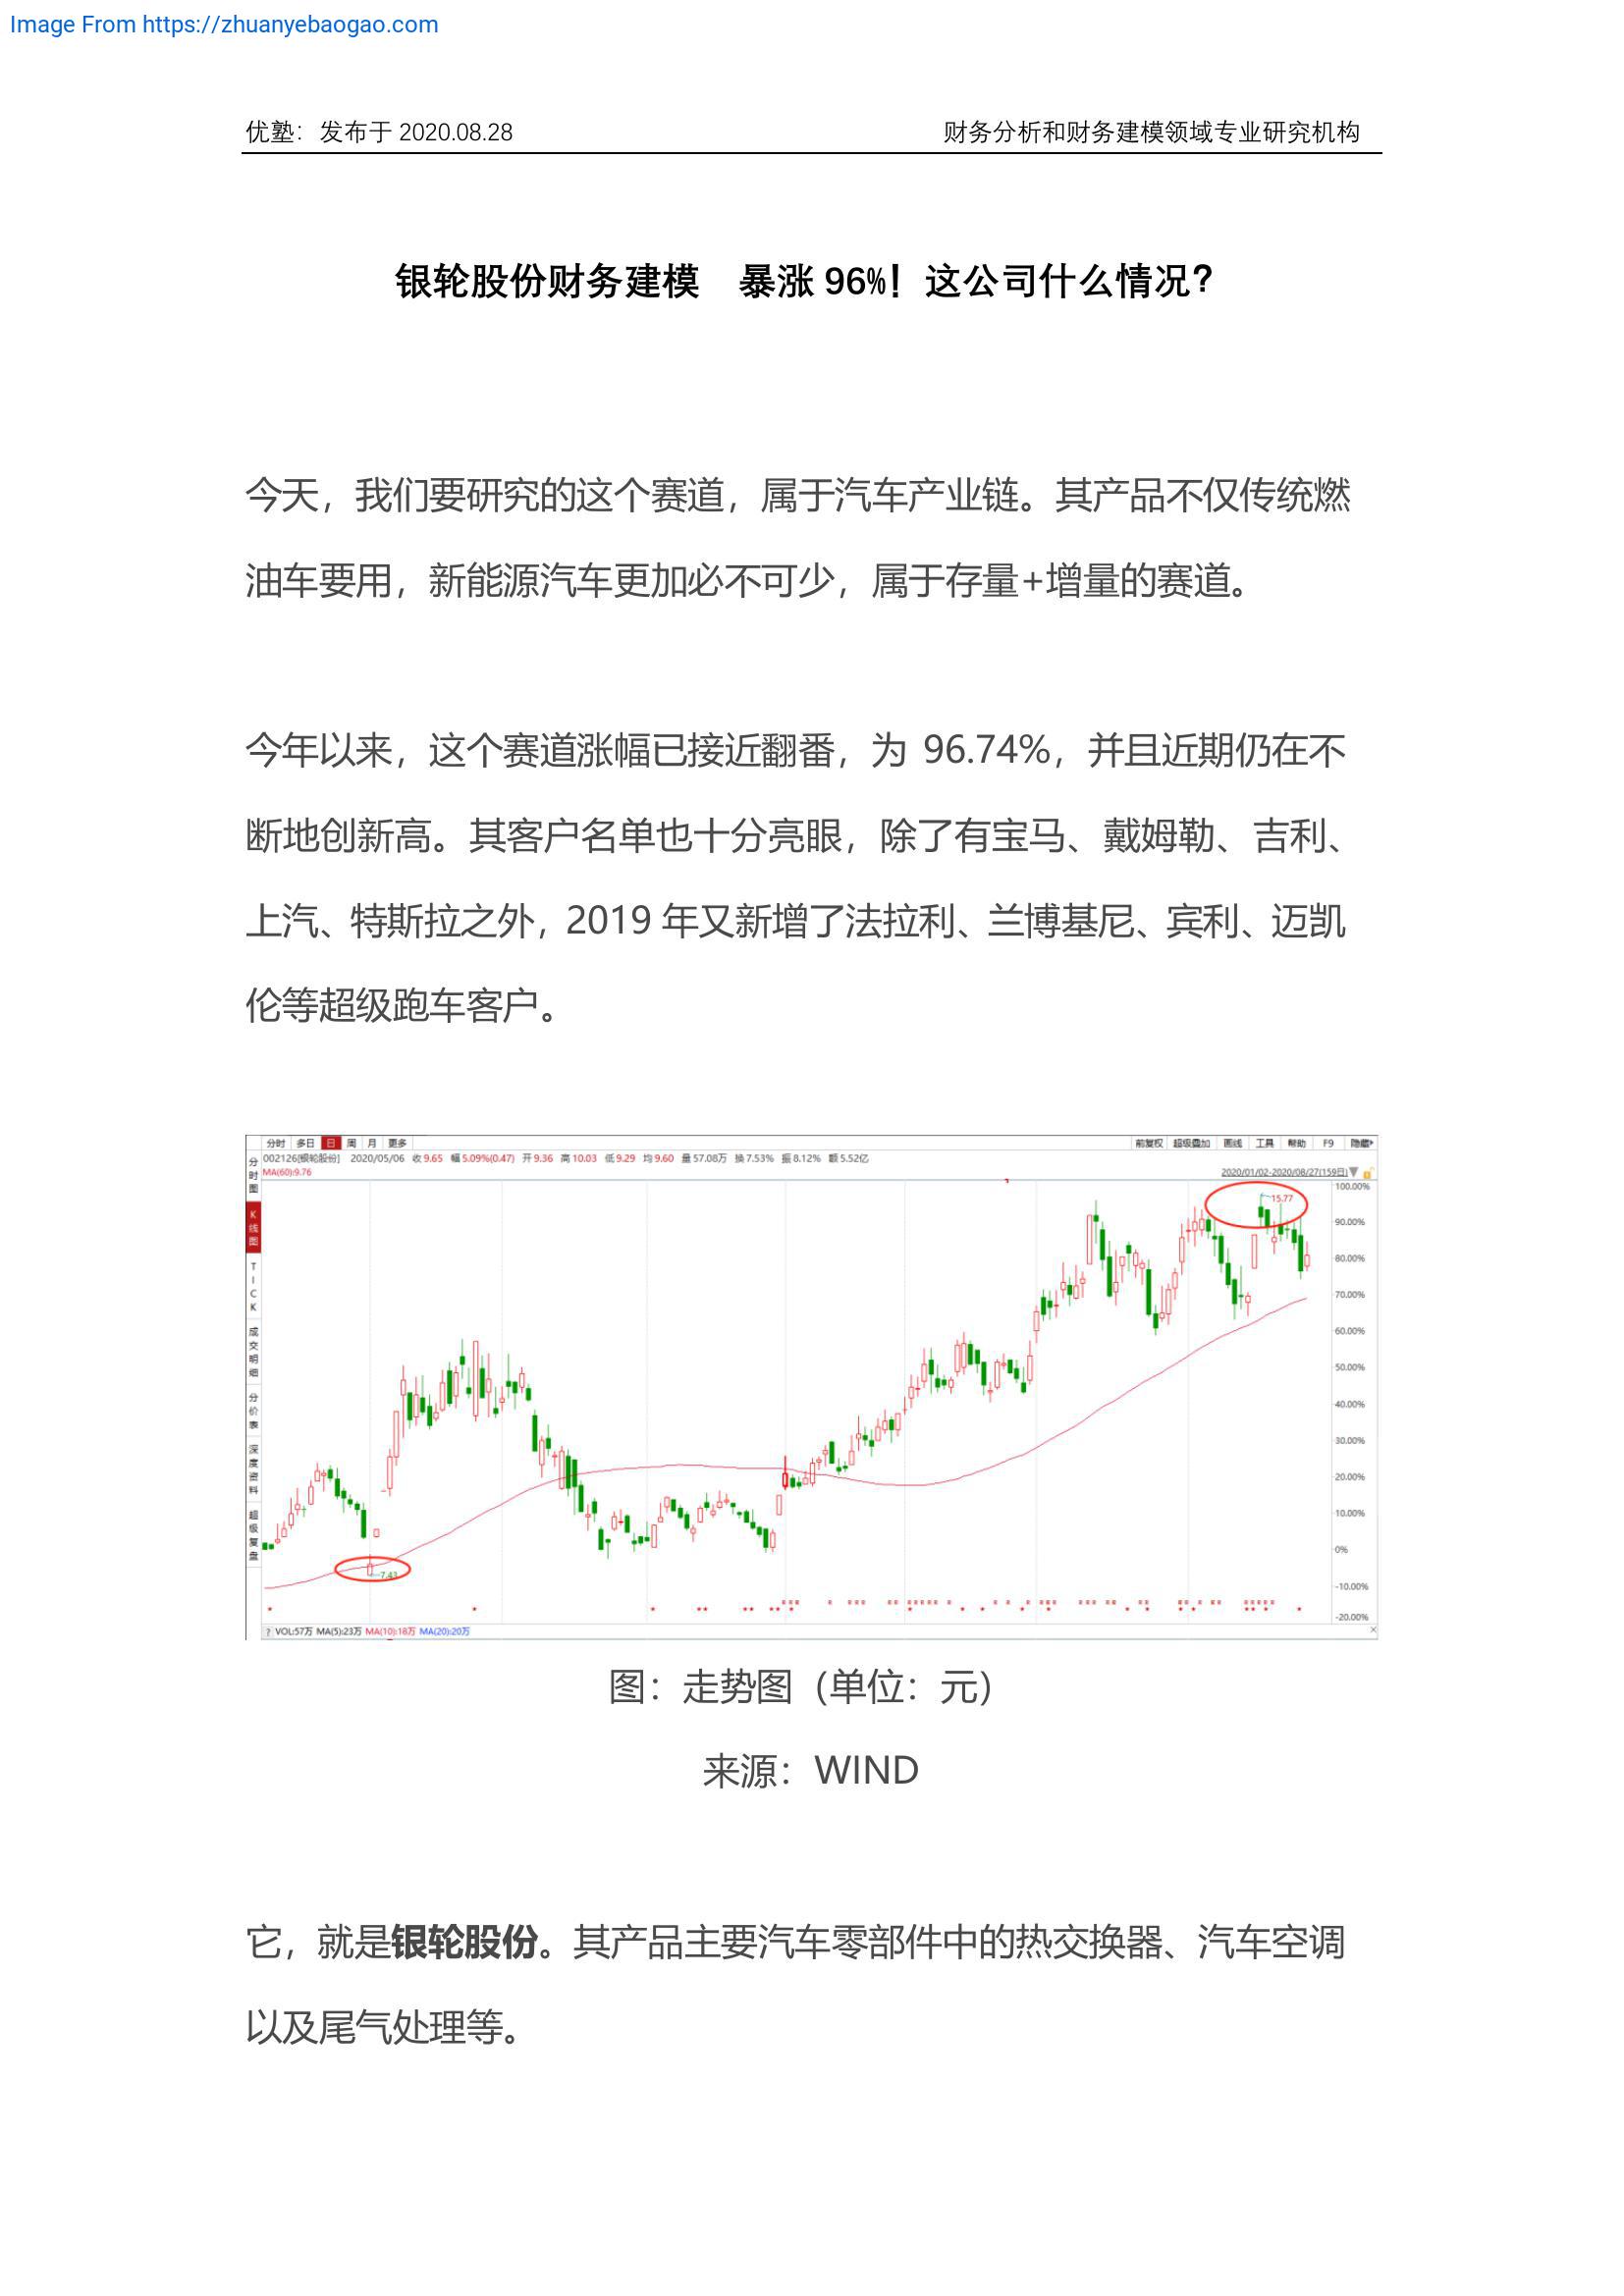 Image From https://zhuanyebaogao.com
优塾：发布于 2020.08.28 财务分析和财务建模领域专业研究机构
银轮股份财务建模 暴涨 96%！这公司什么情况？
今天，我们要研究的这个赛道，属于汽车产业链。其产品不仅传统燃
油车要用，新能源汽车更加必不可少，属于存量+增量的赛道。
今年以来，这个赛道涨幅已接近翻番，为 96.74%，并且近期仍在不
断地创新高。其客户名单也十分亮眼，除了有宝马、戴姆勒、吉利、
上汽、特斯拉之外，2019 年又新增了法拉利、兰博基尼、宾利、迈凯
伦等超级跑车客户。
分时 多日 日 周 月 更多 前复权 超级叠加 画线 工具 帮助 F9 隐藏
002126[银轮股份] 2020/05/06 收 9.65 幅 5.09%(0.47) 开 9.36 高 10.03 低 9.29 均 9.60 量 57.08万 换 7.53% 振 8.12% 额 5.52亿
MA(60):9.76 2020/01/02-2020/08/27(159日)
分时图
K线图
TICK
成交明细
分价表
深度资料
超级复盘
15.77
7.43
100.00%
90.00%
80.00%
70.00%
60.00%
50.00%
40.00%
30.00%
20.00%
10.00%
0%
-10.00%
-20.00%
? VOL:57万 MA(5):23万 MA(10):18万 MA(20):20万
图：走势图（单位：元）
来源：WIND
它，就是银轮股份。其产品主要汽车零部件中的热交换器、汽车空调
以及尾气处理等。